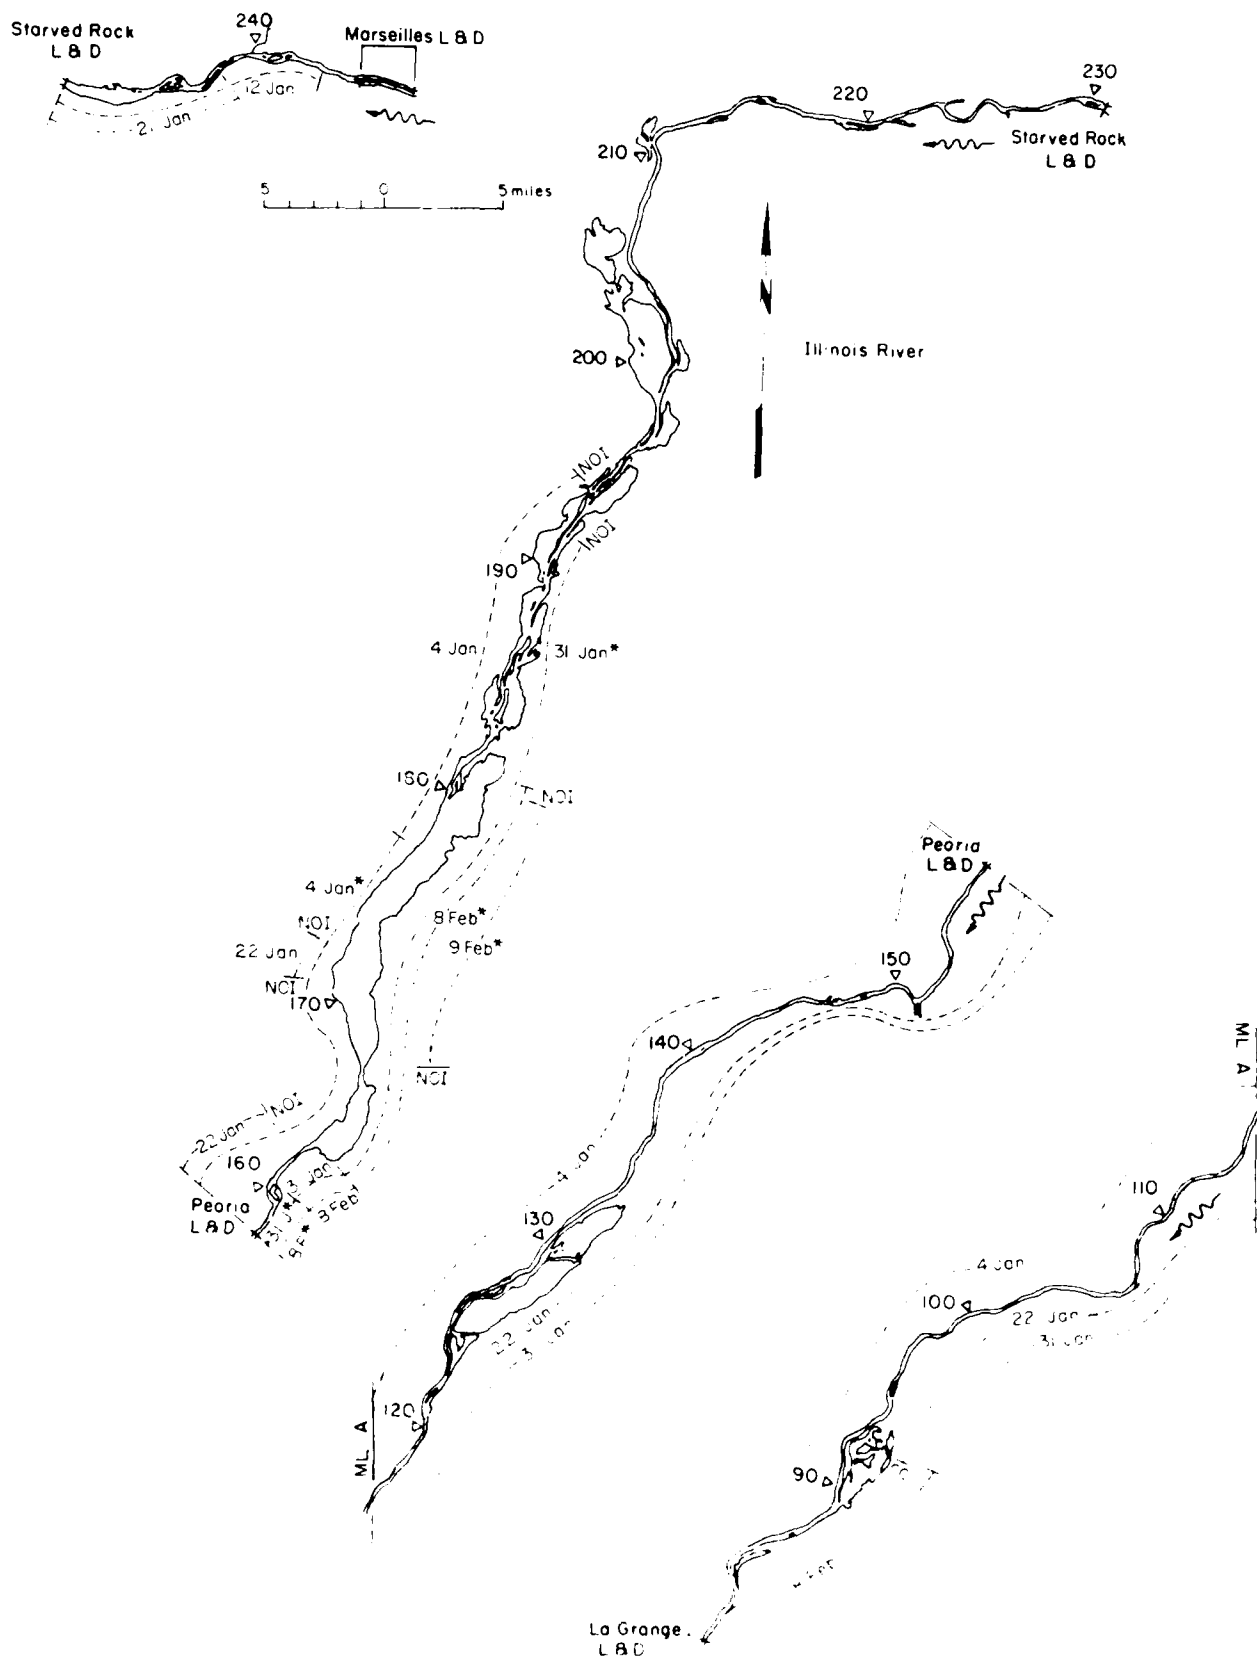 Starved Rock
L & D
240
Marseilles L & D
12 Jan
21 Jan
5 0 5 miles
230
220
Starved Rock
L & D
210
200
Illinois River
NOI
NOI
190
4 Jan
31 Jan*
180
NOI
4 Jan*
NOI
22 Jan
NOI
170
8 Feb*
9 Feb*
NOI
NOI
22 Jan
160
Peoria
L & D
Peoria
L & D
150
140
4 Jan
130
22 Jan
120
ML A
ML A
110
4 Jan
100
22 Jan
31 Jan
90
La Grange
L & D